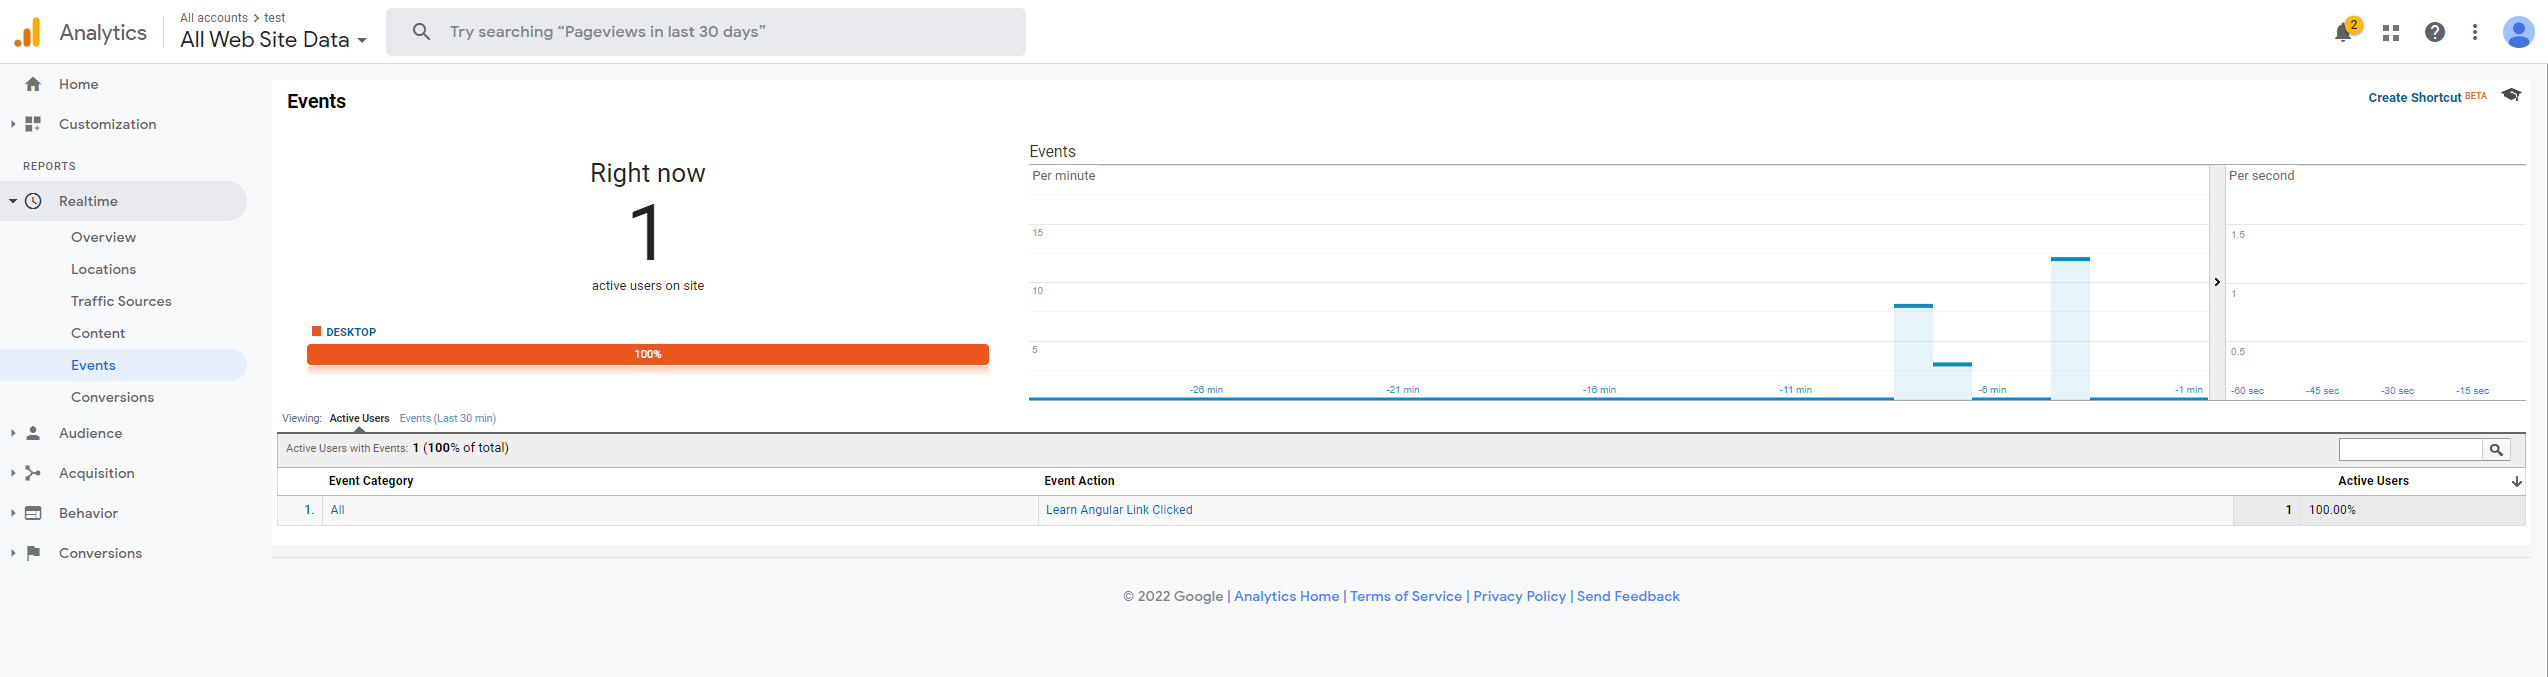 Analytics
All accounts > test
All Web Site Data
Try searching “Pageviews in last 30 days”
2
Home
Customization
REPORTS
Realtime
Overview
Locations
Traffic Sources
Content
Events
Conversions
Audience
Acquisition
Behavior
Conversions
Events
Create Shortcut BETA
Right now
1
active users on site
DESKTOP
100%
Events
Per minute
15
10
5
-26 min -21 min -16 min -11 min -6 min -1 min
Per second
1.5
1
0.5
-60 sec -45 sec -30 sec -15 sec
Viewing: Active Users Events (Last 30 min)
Active Users with Events: 1 (100% of total)
Event Category Event Action Active Users
1. All Learn Angular Link Clicked 1 100.00%
© 2022 Google | Analytics Home | Terms of Service | Privacy Policy | Send Feedback